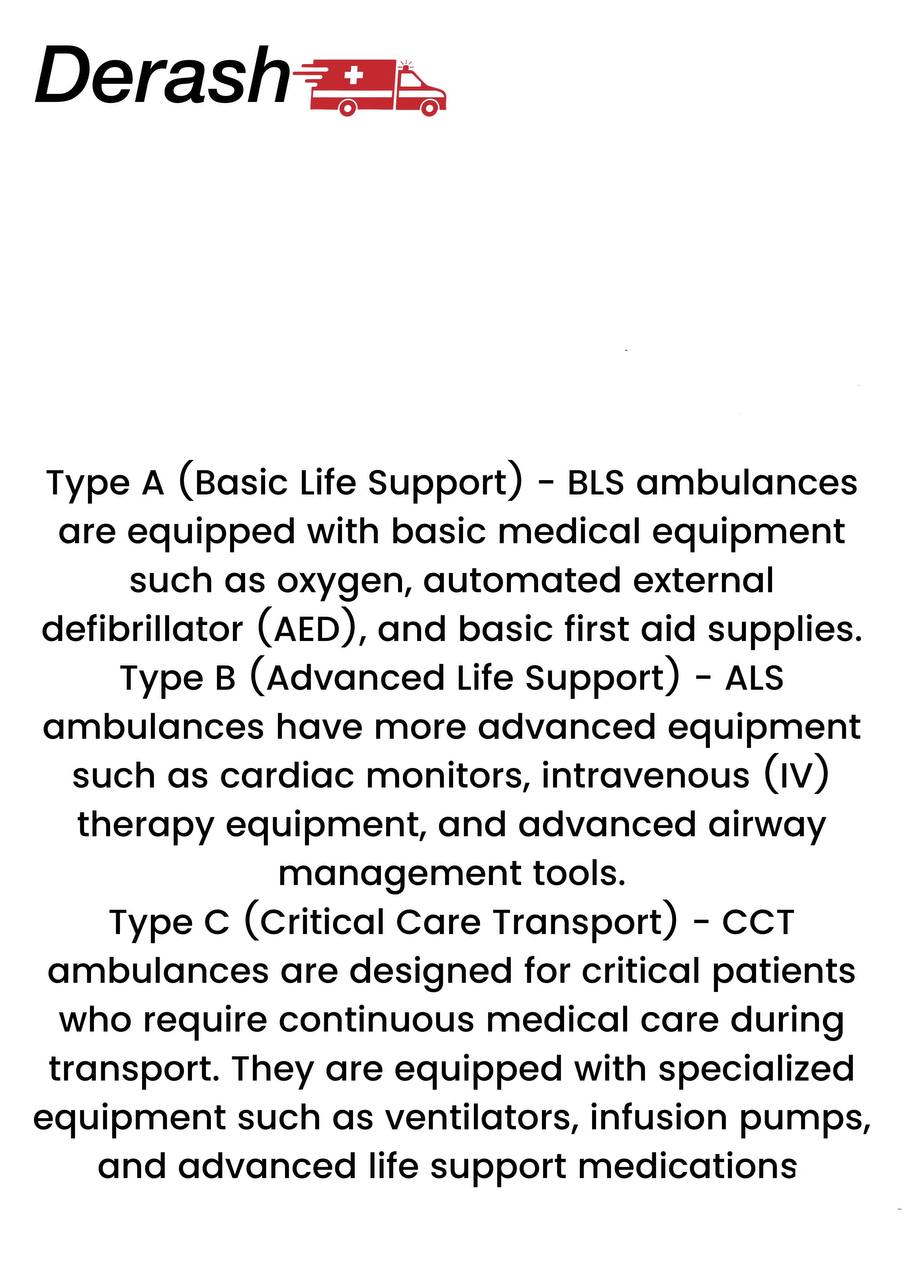 Derash
Type A (Basic Life Support) - BLS ambulances
are equipped with basic medical equipment
such as oxygen, automated external
defibrillator (AED), and basic first aid supplies.
Type B (Advanced Life Support) - ALS
ambulances have more advanced equipment
such as cardiac monitors, intravenous (IV)
therapy equipment, and advanced airway
management tools.
Type C (Critical Care Transport) - CCT
ambulances are designed for critical patients
who require continuous medical care during
transport. They are equipped with specialized
equipment such as ventilators, infusion pumps,
and advanced life support medications